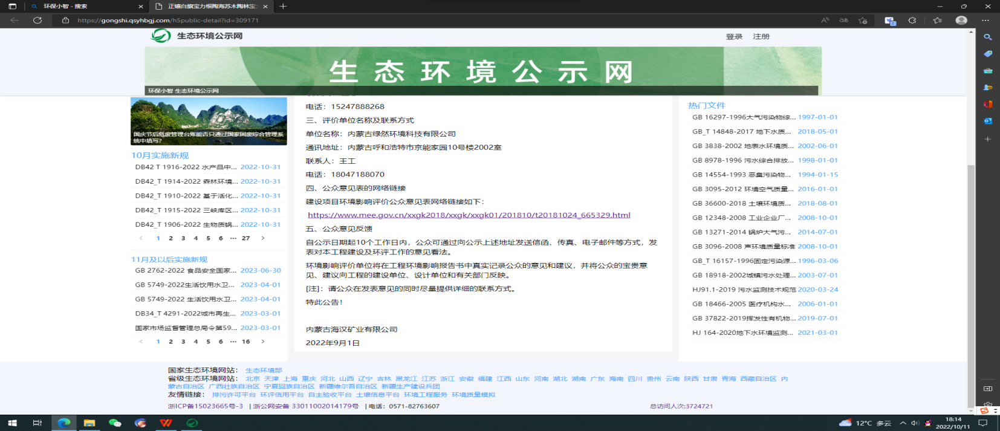 环保小智 - 搜索
正镶白旗宝力根陶海苏木陶林宝
https://gongshi.qsyhbgj.com/h5public-detail?id=309171
生态环境公示网
登录 注册
生态环境公示网
环保小智 生态环境公示网
国庆节后危废管理台账能否只通过国家固废综合管理系
统中填写?
10月实施新规
DB42 T 1916-2022 水产品中... 2022-10-31
DB42_T 1914-2022 森林环境... 2022-10-31
DB42_T 1910-2022 基于活化... 2022-10-31
DB42_T 1915-2022 三峡库区... 2022-10-31
DB42_T 1906-2022 生物质锅... 2022-10-31
< 1 2 3 4 5 6 ··· 27 >
11月及以后实施新规
GB 2762-2022 食品安全国家... 2023-06-30
GB 5749-2022生活饮用水卫... 2023-04-01
GB 5749-2022 生活饮用水卫... 2023-04-01
DB34_T 4291-2022城市再生... 2023-03-01
国家市场监督管理总局令第59... 2023-03-01
< 1 2 3 4 5 6 ··· 16 >
电话：15247888268
三、评价单位名称及联系方式
单位名称：内蒙古绿然环境科技有限公司
通讯地址：内蒙古呼和浩特市京能家园10号楼2002室
联系人：王工
电话：18047188070
四、公众意见表的网络链接
建设项目环境影响评价公众意见表网络链接如下：
https://www.mee.gov.cn/xxgk2018/xxgk/xxgk01/201810/t20181024_665329.html
五、公众意见反馈
自公示日期起10个工作日内，公众可通过向公示上述地址发送信函、传真、电子邮件等方式，发
表对本工程建设及环评工作的意见看法。
环境影响评价单位将在工程环境影响报告书中真实记录公众的意见和建议，并将公众的宝贵意
见、建议向工程的建设单位、设计单位和有关部门反映。
[注]：请公众在发表意见的同时尽量提供详细的联系方式。
特此公告！
内蒙古海汉矿业有限公司
2022年9月1日
热门文件
GB 16297-1996大气污染物综... 1997-01-01
GB_T 14848-2017 地下水质... 2018-05-01
GB 3838-2002 地表水环境质... 2002-06-01
GB 8978-1996 污水综合排放... 1998-01-01
GB 14554-1993 恶臭污染物... 1994-01-15
GB 3095-2012 环境空气质量... 2016-01-01
GB 36600-2018 土壤环境质... 2018-08-01
GB 12348-2008 工业企业厂... 2008-10-01
GB 13271-2014 锅炉大气污... 2014-07-01
GB 3096-2008 声环境质量标准 2008-10-01
GB_T 16157-1996固定污染源... 1996-03-06
GB 18918-2002城镇污水处理... 2003-07-01
HJ91.1-2019 污水监测技术规范 2020-03-24
GB 18466-2005 医疗机构水... 2006-01-01
GB 37822-2019挥发性有机物... 2019-07-01
HJ 164-2020地下水环境监测... 2021-03-01
国家生态环境网站： 生态环境部
省级生态环境网站： 北京 天津 上海 重庆 河北 山西 辽宁 吉林 黑龙江 江苏 浙江 安徽 福建 江西 山东 河南 湖北 湖南 广东 海南 四川 贵州 云南 陕西 甘肃 青海 西藏自治区 内
蒙古自治区 广西壮族自治区 宁夏回族自治区 新疆维尔吾自治区 新疆生产建设兵团
友情链接： 排污许可平台 环评信用平台 自主验收平台 土壤信息平台 环境工程服务 环境质量模拟
浙ICP备15023665号-3 | 浙公网安备 33011002014179号 | 电话：0571-82763607
总访问人次:3724721
12°C 多云
18:14
2022/10/11